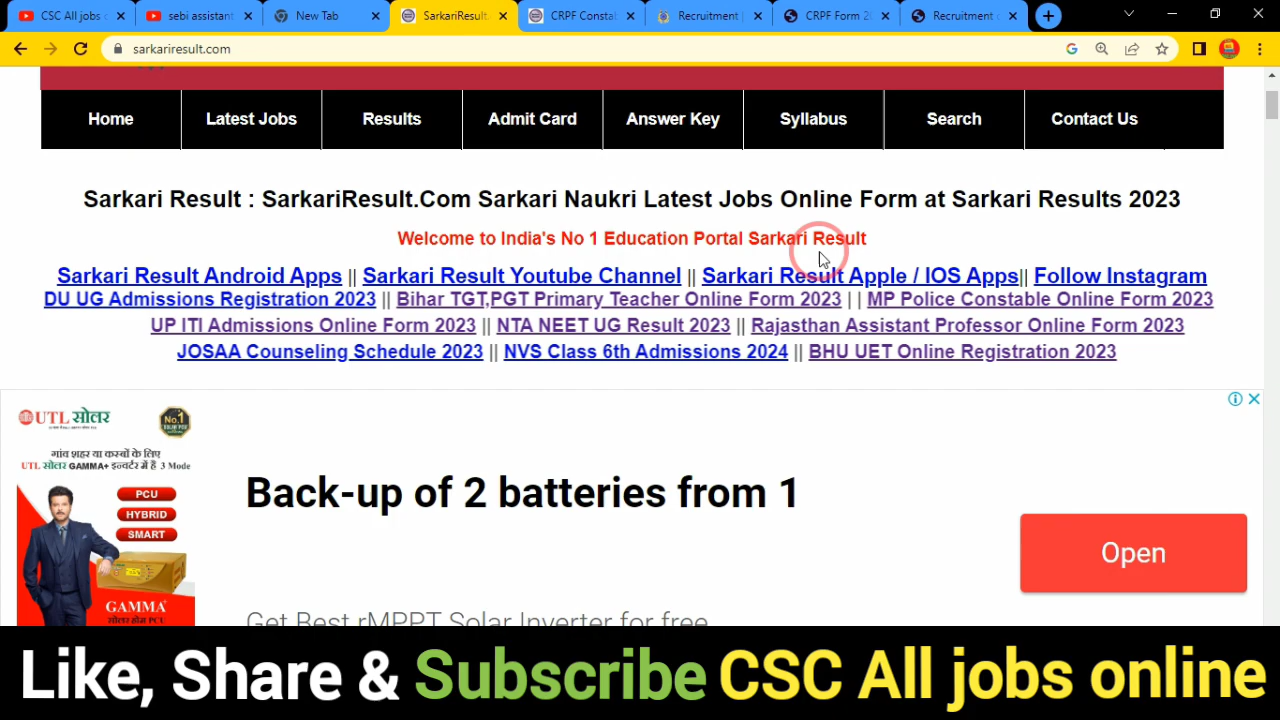 CSC All jobs
sebi assistant
New Tab
SarkariResult.
CRPF Consta
Recruitment |
CRPF Form 20
Recruitment
sarkariresult.com
Home
Latest Jobs
Results
Admit Card
Answer Key
Syllabus
Search
Contact Us
Sarkari Result : SarkariResult.Com Sarkari Naukri Latest Jobs Online Form at Sarkari Results 2023
Welcome to India's No 1 Education Portal Sarkari Result
Sarkari Result Android Apps || Sarkari Result Youtube Channel || Sarkari Result Apple / IOS Apps|| Follow Instagram
DU UG Admissions Registration 2023 || Bihar TGT,PGT Primary Teacher Online Form 2023 | | MP Police Constable Online Form 2023
UP ITI Admissions Online Form 2023 || NTA NEET UG Result 2023 || Rajasthan Assistant Professor Online Form 2023
JOSAA Counseling Schedule 2023 || NVS Class 6th Admissions 2024 || BHU UET Online Registration 2023
UTL सोलर
No.1
गांव शहर या कस्बों के लिए
UTL सोलर GAMMA+ इन्वर्टर में हैं 3 Mode
PCU
HYBRID
SMART
GAMMA+
सोलर होम PCU
Back-up of 2 batteries from 1
Get Best rMPPT Solar Inverter for free
Open
Like, Share & Subscribe CSC All jobs online